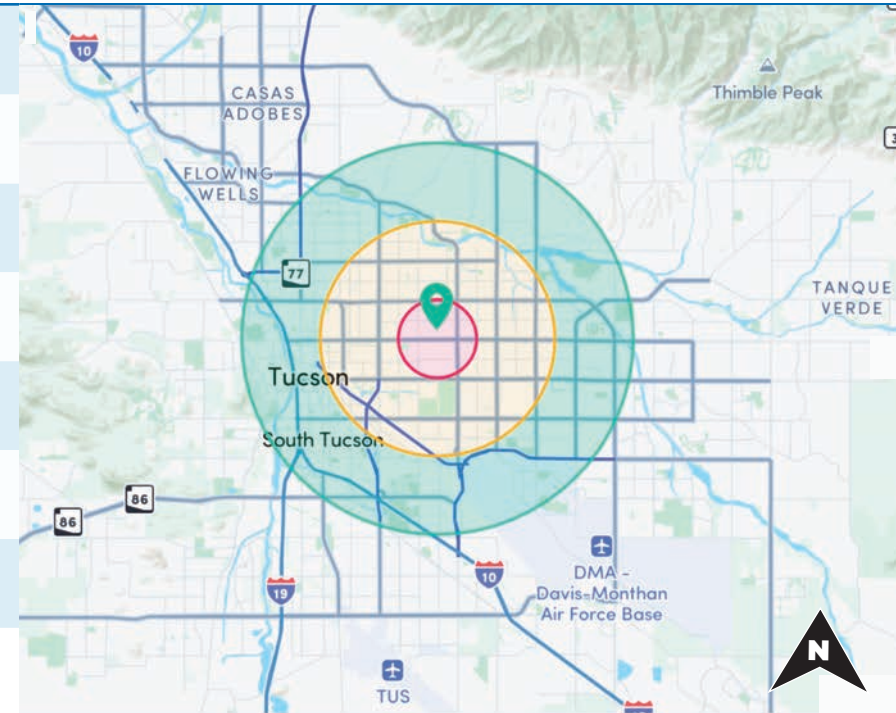 10
CASAS
ADOBES
Thimble Peak
FLOWING
WELLS
77
TANQUE
VERDE
Tucson
South Tucson
86
86
10
19
DMA -
Davis-Monthan
Air Force Base
N
TUS